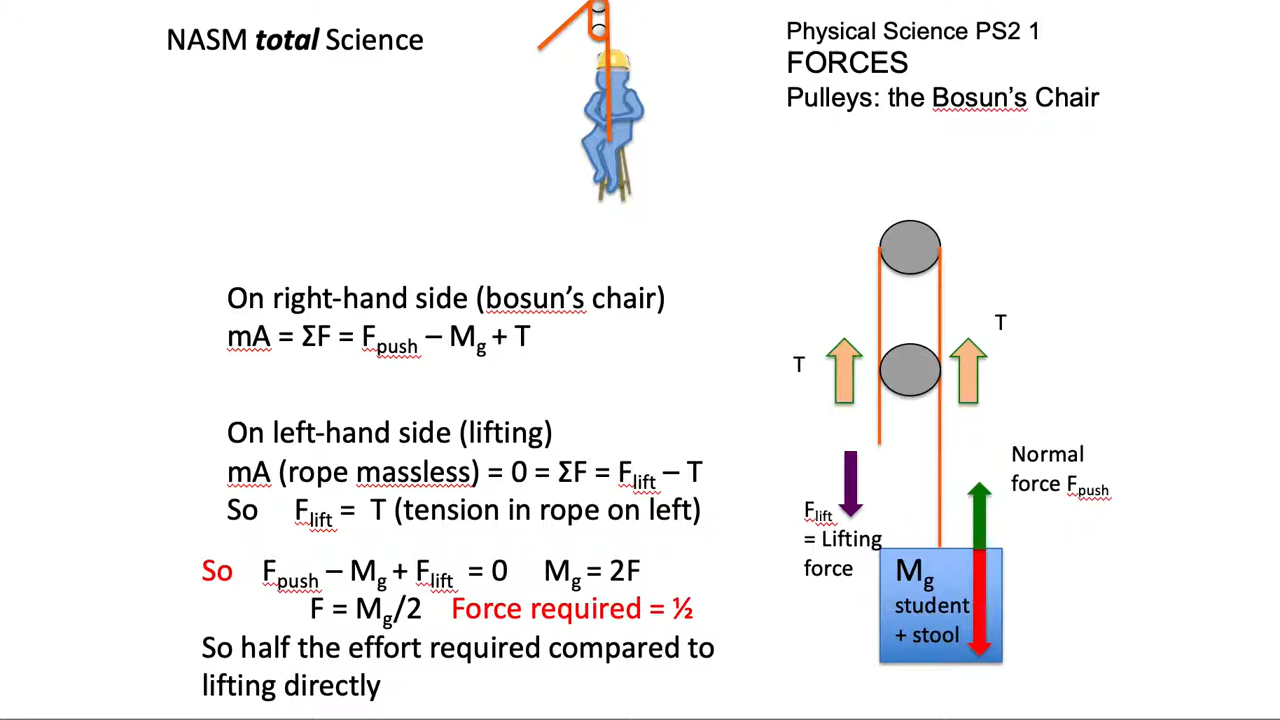 NASM total Science
Physical Science PS2 1
FORCES
Pulleys: the Bosun's Chair
On right-hand side (bosun's chair)
mA = ΣF = Fpush – Mg + T
On left-hand side (lifting)
mA (rope massless) = 0 = ΣF = Flift – T
So Flift = T (tension in rope on left)
So Fpush – Mg + Flift = 0 Mg = 2F
F = Mg/2 Force required = ½
So half the effort required compared to
lifting directly
T
T
Normal
force Fpush
Flift
= Lifting
force
Mg
student
+ stool